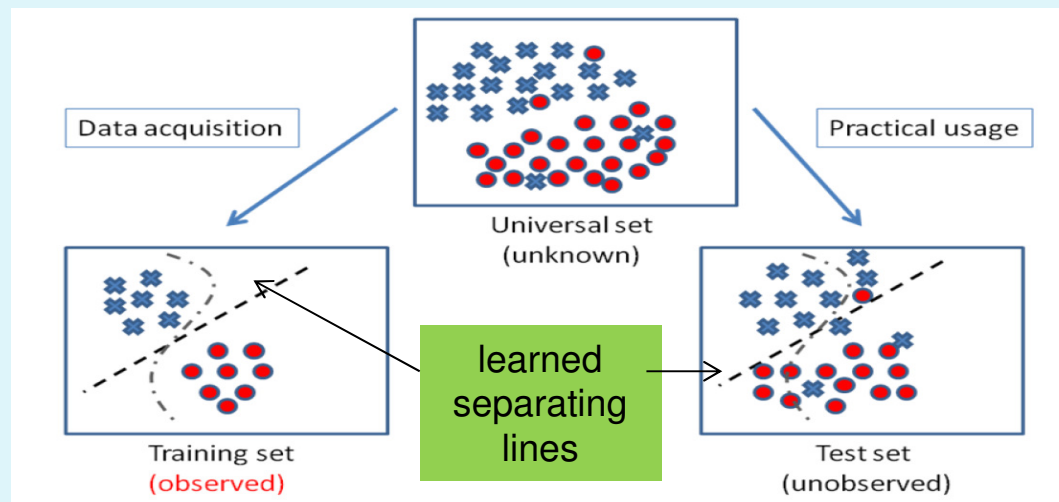 Data acquisition
Practical usage
Universal set
(unknown)
learned
separating
lines
Training set
(observed)
Test set
(unobserved)